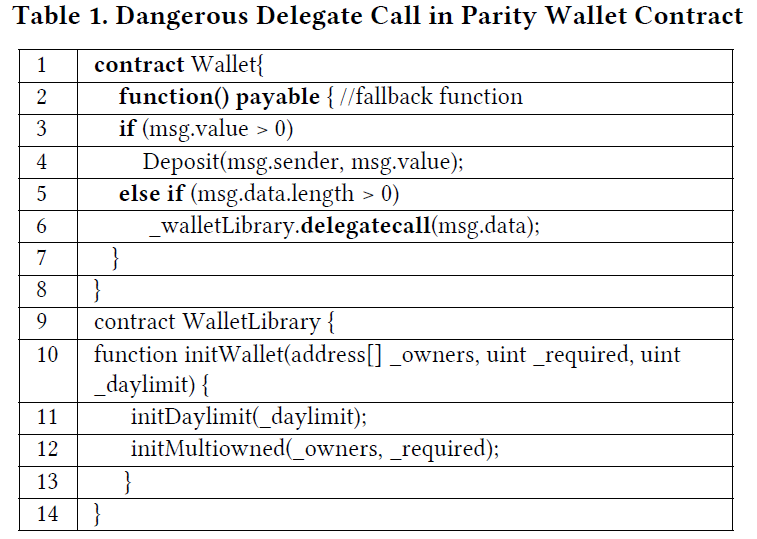 Table 1. Dangerous Delegate Call in Parity Wallet Contract
1 contract Wallet{
2 function() payable { //fallback function
3 if (msg.value > 0)
4 Deposit(msg.sender, msg.value);
5 else if (msg.data.length > 0)
6 _walletLibrary.delegatecall(msg.data);
7 }
8 }
9 contract WalletLibrary {
10 function initWallet(address[] _owners, uint _required, uint
_daylimit) {
11 initDaylimit(_daylimit);
12 initMultiowned(_owners, _required);
13 }
14 }